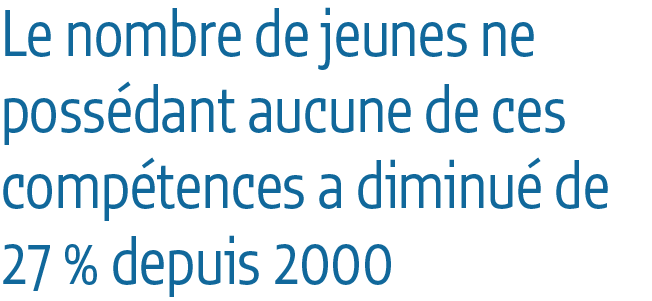 Le nombre de jeunes ne
possédant aucune de ces
compétences a diminué de
27 % depuis 2000